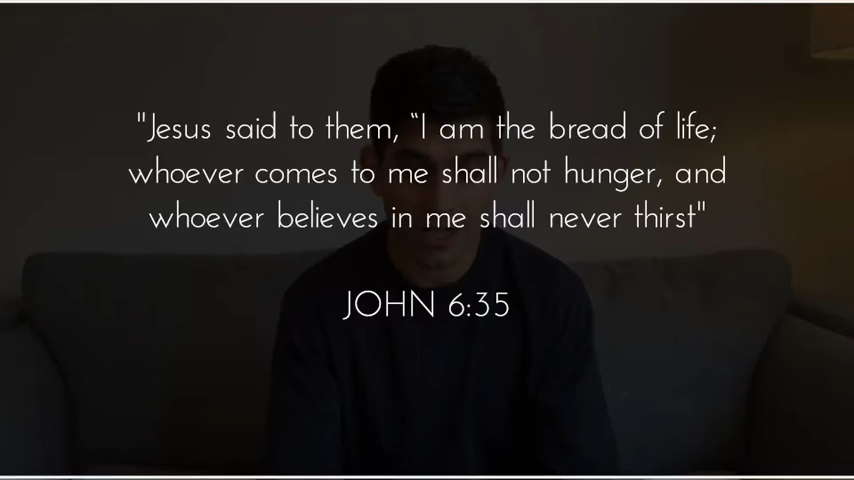 "Jesus said to them, “I am the bread of life;
whoever comes to me shall not hunger, and
whoever believes in me shall never thirst"
JOHN 6:35